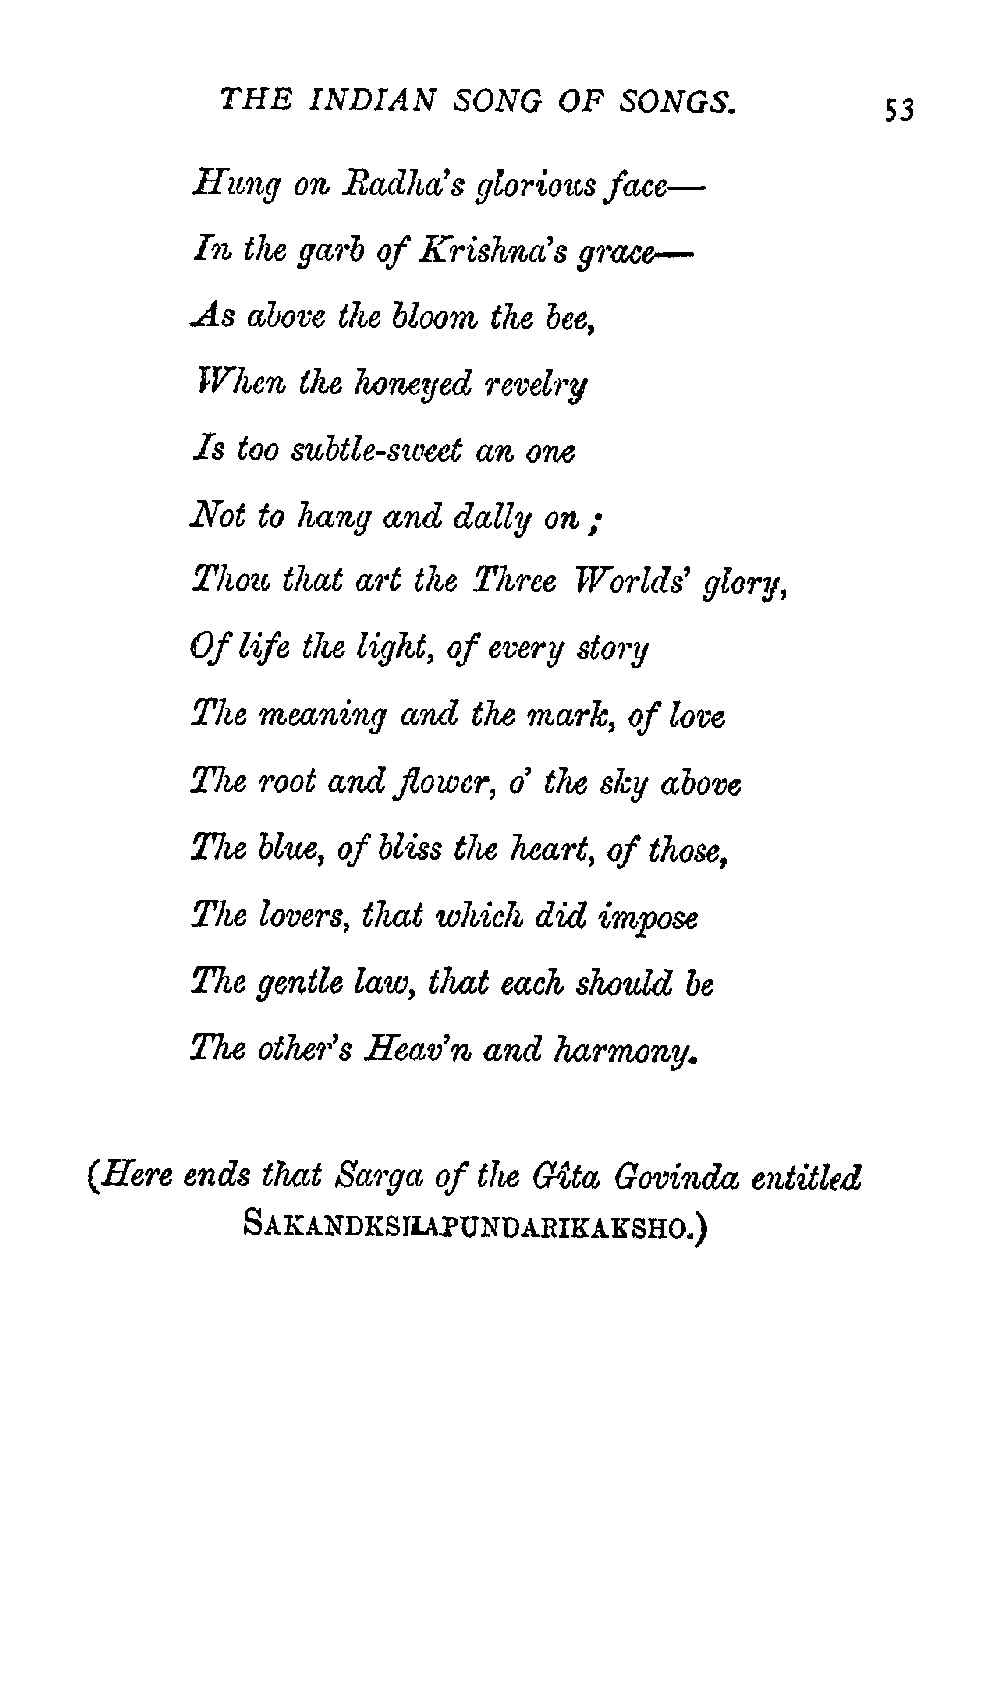 THE INDIAN SONG OF SONGS. 53
Hung on Radha's glorious face—
In the garb of Krishna's grace—
As above the bloom the bee,
When the honeyed revelry
Is too subtle-sweet an one
Not to hang and dally on ;
Thou that art the Three Worlds' glory,
Of life the light, of every story
The meaning and the mark, of love
The root and flower, o' the sky above
The blue, of bliss the heart, of those,
The lovers, that which did impose
The gentle law, that each should be
The other's Heav'n and harmony.
(Here ends that Sarga of the Gîta Govinda entitled
SAKANDKSHAPUNDARIKAKSHO.)